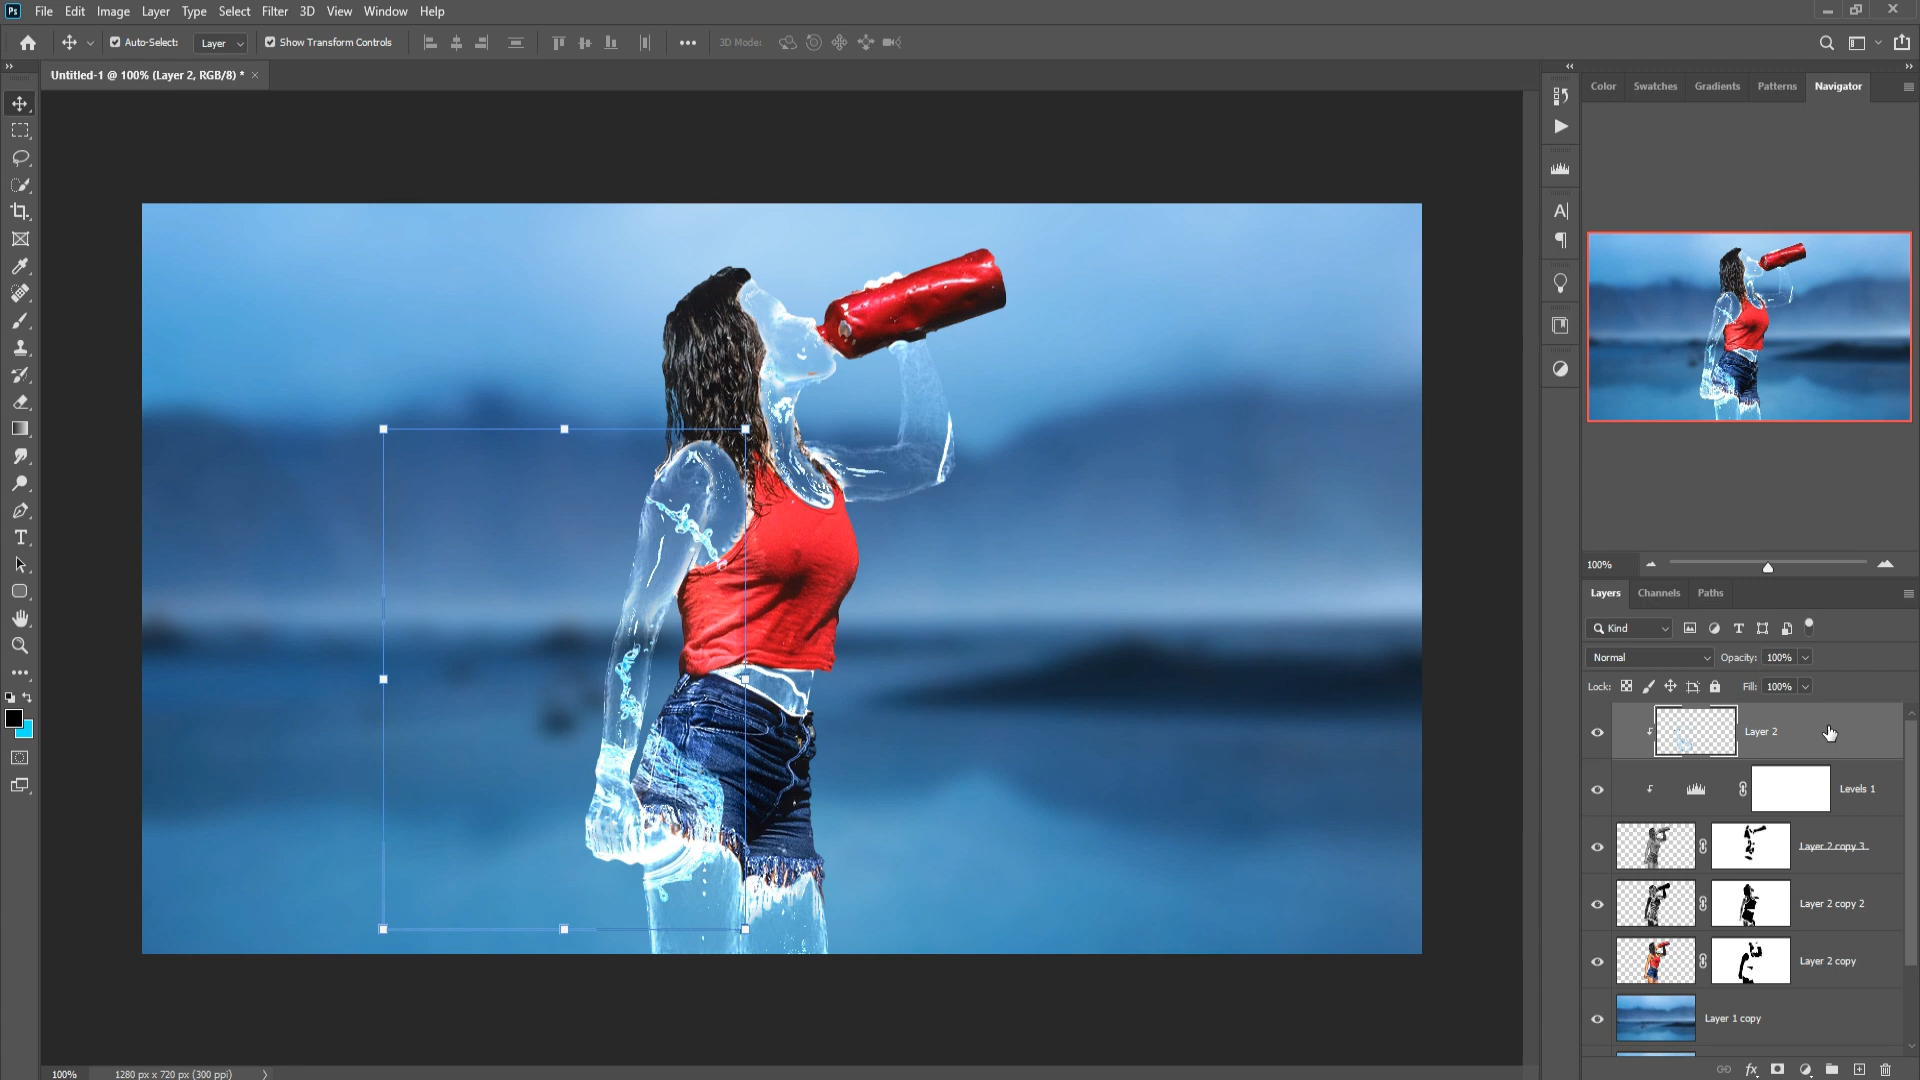 Ps File Edit Image Layer Type Select Filter 3D View Window Help
Auto-Select: Layer Show Transform Controls 3D Mode:
Untitled-1 @ 100% (Layer 2, RGB/8) *
Color Swatches Gradients Patterns Navigator
100%
Layers Channels Paths
Kind
Normal Opacity: 100%
Lock: Fill: 100%
Layer 2
Levels 1
Layer 2 copy 3
Layer 2 copy 2
Layer 2 copy
Layer 1 copy
100% 1280 px x 720 px (300 ppi)
fx